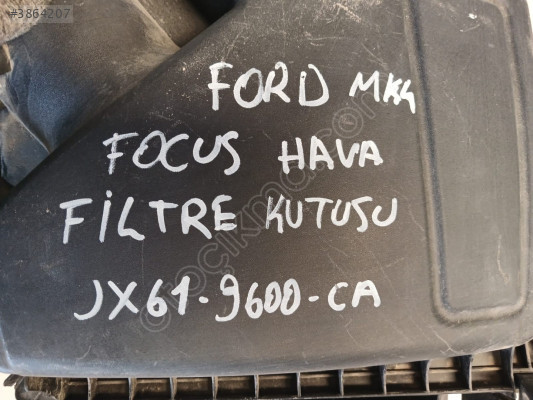 #3864207
FORD MK4
FOCUS HAVA
FİLTRE KUTUSU
JX61-9600-CA